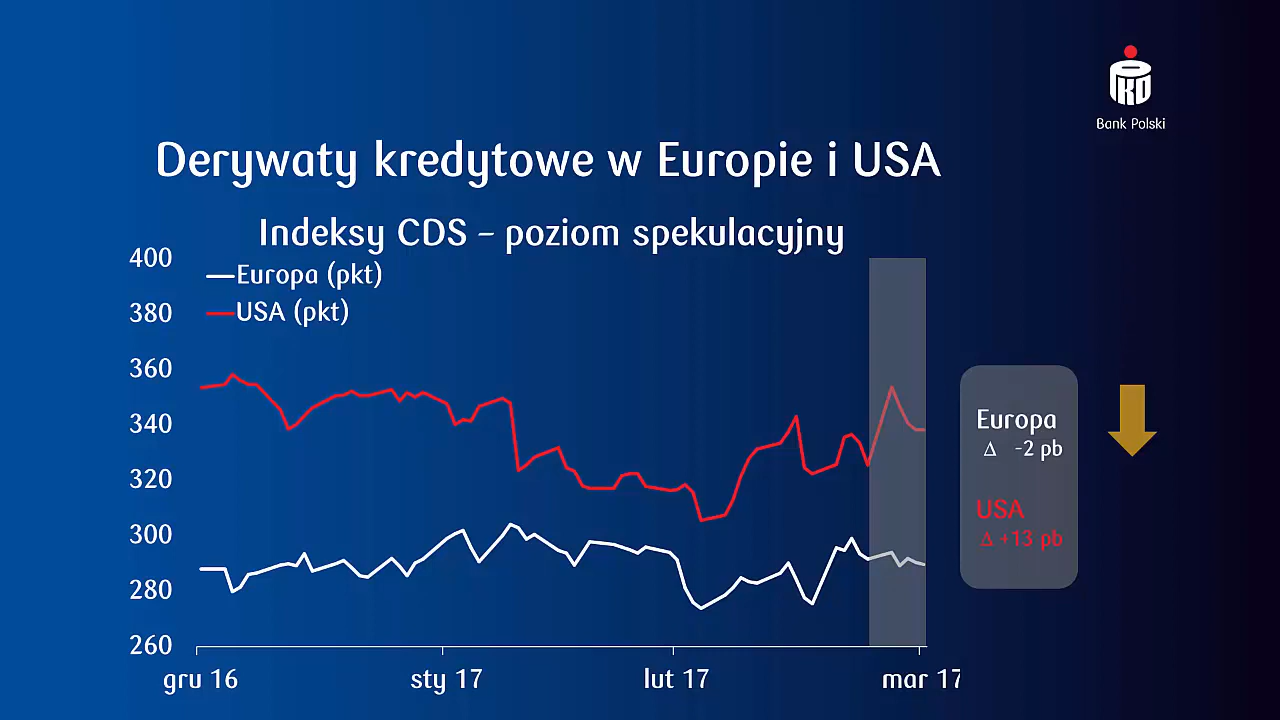 PKO
Bank Polski
Derywaty kredytowe w Europie i USA
Indeksy CDS – poziom spekulacyjny
400
380
360
340
320
300
280
260
Europa (pkt)
USA (pkt)
gru 16
sty 17
lut 17
mar 17
Europa
Δ -2 pb
USA
Δ +13 pb